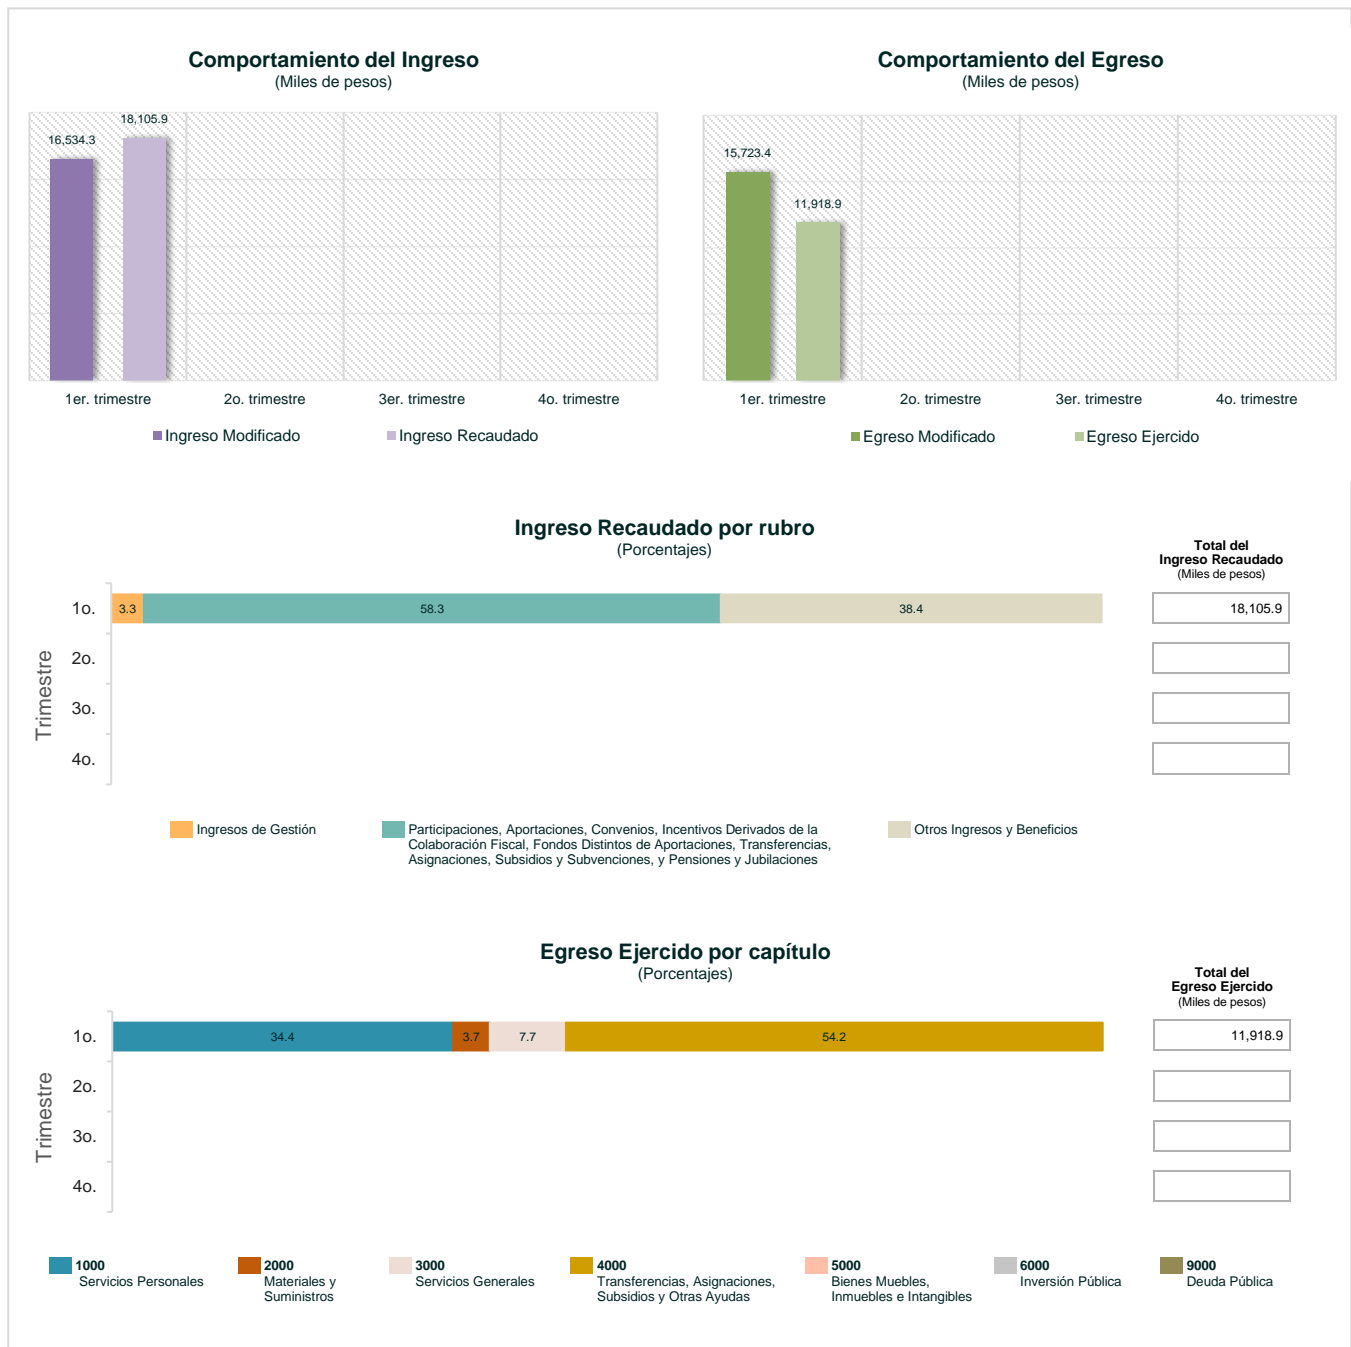 Comportamiento del Ingreso
(Miles de pesos)
18,105.9
16,534.3
1er. trimestre
2o. trimestre
3er. trimestre
4o. trimestre
Ingreso Modificado
Ingreso Recaudado
Comportamiento del Egreso
(Miles de pesos)
15,723.4
11,918.9
1er. trimestre
2o. trimestre
3er. trimestre
4o. trimestre
Egreso Modificado
Egreso Ejercido
Ingreso Recaudado por rubro
(Porcentajes)
Total del
Ingreso Recaudado
(Miles de pesos)
Trimestre
1o.
3.3
58.3
38.4
18,105.9
2o.
3o.
4o.
Ingresos de Gestión
Participaciones, Aportaciones, Convenios, Incentivos Derivados de la
Colaboración Fiscal, Fondos Distintos de Aportaciones, Transferencias,
Asignaciones, Subsidios y Subvenciones, y Pensiones y Jubilaciones
Otros Ingresos y Beneficios
Egreso Ejercido por capítulo
(Porcentajes)
Total del
Egreso Ejercido
(Miles de pesos)
Trimestre
1o.
34.4
3.7
7.7
54.2
11,918.9
2o.
3o.
4o.
1000
Servicios Personales
2000
Materiales y
Suministros
3000
Servicios Generales
4000
Transferencias, Asignaciones,
Subsidios y Otras Ayudas
5000
Bienes Muebles,
Inmuebles e Intangibles
6000
Inversión Pública
9000
Deuda Pública